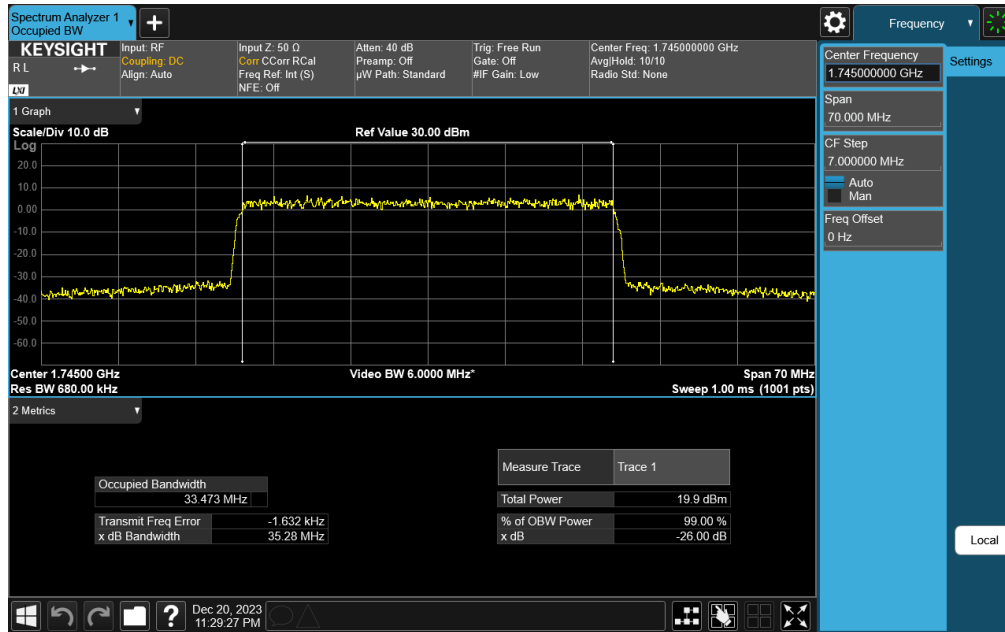 Spectrum Analyzer 1
Occupied BW
Frequency
KEYSIGHT
R L
LXI
Input: RF
Coupling: DC
Align: Auto
Input Z: 50 Ω
Corr CCorr RCal
Freq Ref: Int (S)
NFE: Off
Atten: 40 dB
Preamp: Off
µW Path: Standard
Trig: Free Run
Gate: Off
#IF Gain: Low
Center Freq: 1.745000000 GHz
Avg|Hold: 10/10
Radio Std: None
Center Frequency
1.745000000 GHz
Settings
Span
70.000 MHz
CF Step
7.000000 MHz
Auto
Man
Freq Offset
0 Hz
Local
1 Graph
Scale/Div 10.0 dB
Ref Value 30.00 dBm
Log
20.0
10.0
0.00
-10.0
-20.0
-30.0
-40.0
-50.0
-60.0
Center 1.74500 GHz
Video BW 6.0000 MHz*
Span 70 MHz
Res BW 680.00 kHz
Sweep 1.00 ms (1001 pts)
2 Metrics
Occupied Bandwidth
33.473 MHz
Transmit Freq Error -1.632 kHz
x dB Bandwidth 35.28 MHz
Measure Trace Trace 1
Total Power 19.9 dBm
% of OBW Power 99.00 %
x dB -26.00 dB
Dec 20, 2023
11:29:27 PM